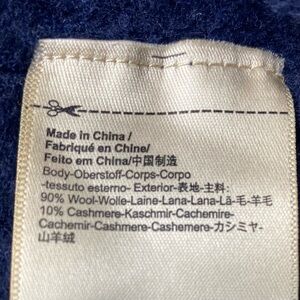 Made in China /
Fabriqué en Chine/
Feito em China/中国制造
Body-Oberstoff-Corps-Corpo
-tessuto esterno- Exterior-表地-主料:
90% Wool-Wolle-Laine-Lana-Lana-Lã-毛-羊毛
10% Cashmere-Kaschmir-Cachemire-
Cachemir-Cashmere-Cashemere-カシミヤ-
山羊绒